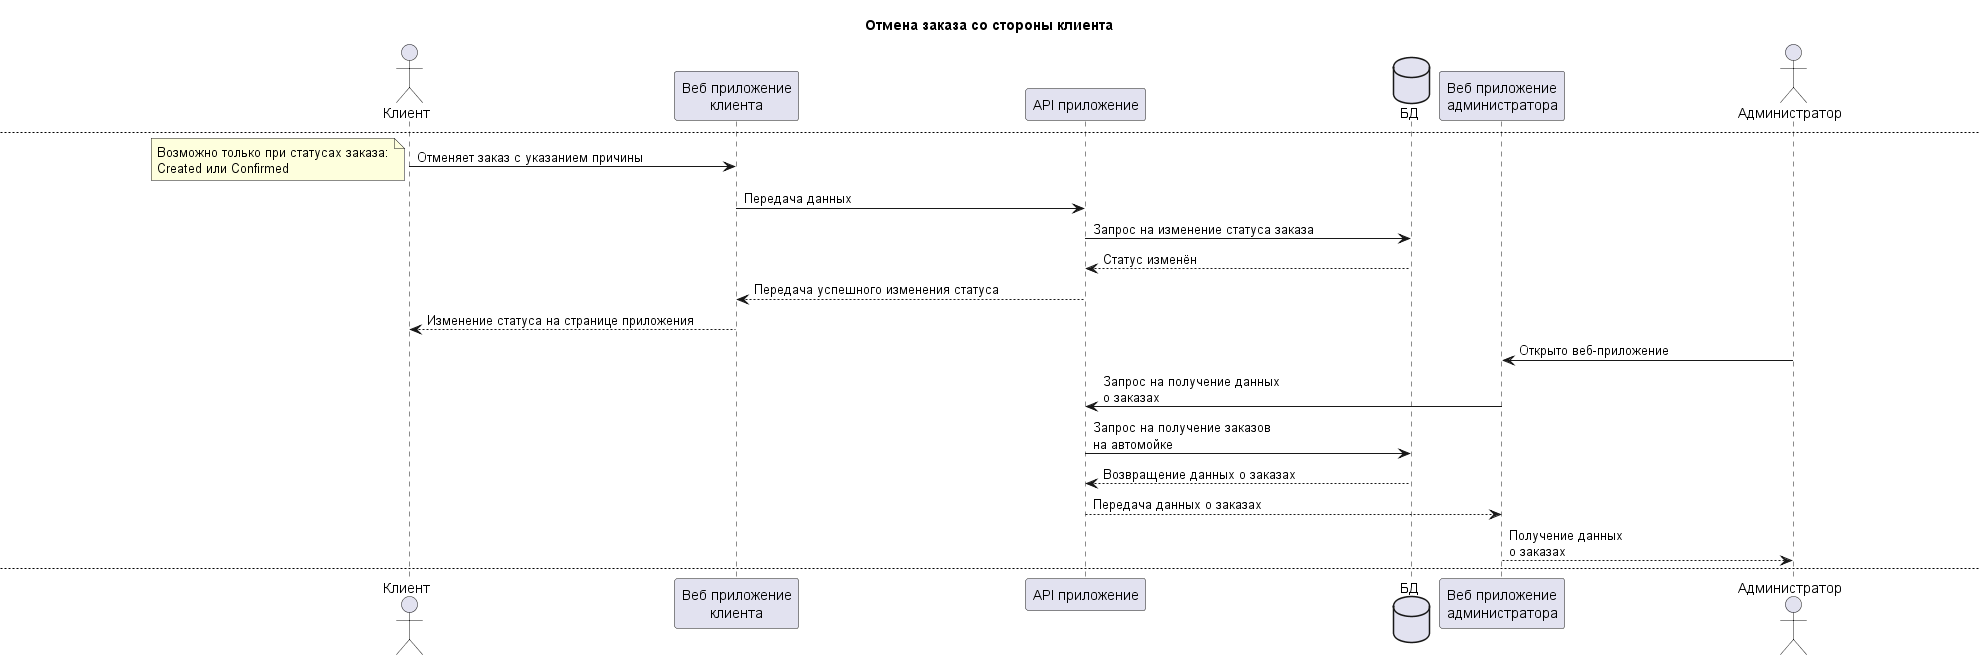 Отмена заказа со стороны клиента
Клиент
Веб приложение
клиента
API приложение
БД
Веб приложение
администратора
Администратор
Возможно только при статусах заказа:
Created или Confirmed
Отменяет заказ с указанием причины
Передача данных
Запрос на изменение статуса заказа
Статус изменён
Передача успешного изменения статуса
Изменение статуса на странице приложения
Открыто веб-приложение
Запрос на получение данных
о заказах
Запрос на получение заказов
на автомойке
Возвращение данных о заказах
Передача данных о заказах
Получение данных
о заказах
Клиент
Веб приложение
клиента
API приложение
БД
Веб приложение
администратора
Администратор